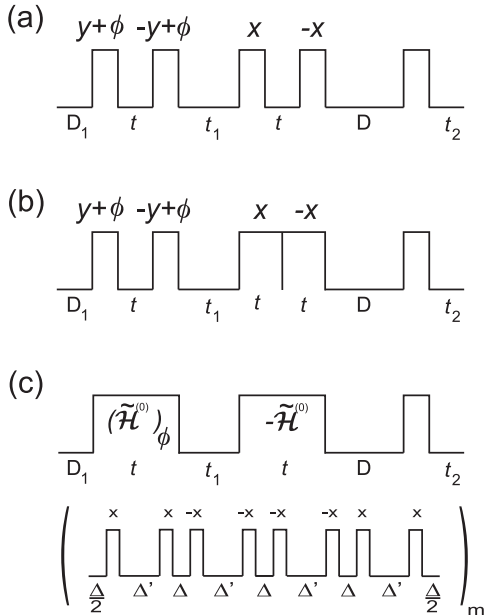 (a)
y+ϕ -y+ϕ x -x
D₁ t t₁ t D t₂
(b)
y+ϕ -y+ϕ x -x
D₁ t t₁ t t D t₂
(c)
(H̃⁽⁰⁾)ϕ -H̃⁽⁰⁾
D₁ t t₁ t D t₂
x x -x -x -x -x x x
( Δ/2 Δ' Δ Δ' Δ Δ' Δ Δ' Δ/2 )m